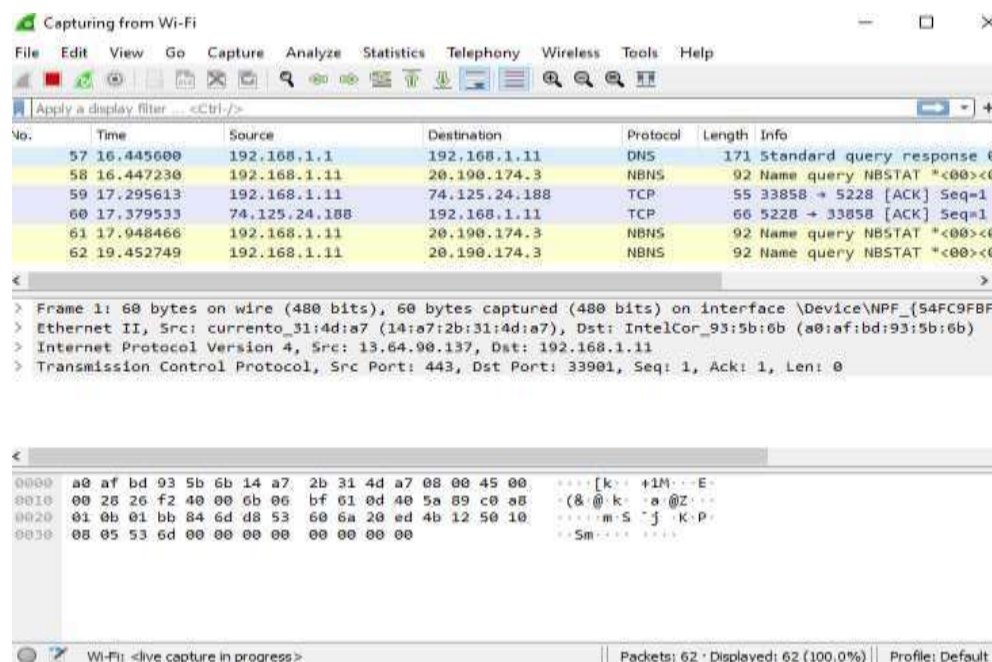 Capturing from Wi-Fi
File Edit View Go Capture Analyze Statistics Telephony Wireless Tools Help
Apply a display filter ... <Ctrl-/>
No. Time Source Destination Protocol Length Info
57 16.445600 192.168.1.1 192.168.1.11 DNS 171 Standard query response
58 16.447230 192.168.1.11 20.190.174.3 NBNS 92 Name query NBSTAT *<00><0
59 17.295613 192.168.1.11 74.125.24.188 TCP 55 33858 → 5228 [ACK] Seq=1
60 17.379533 74.125.24.188 192.168.1.11 TCP 66 5228 → 33858 [ACK] Seq=1
61 17.948466 192.168.1.11 20.190.174.3 NBNS 92 Name query NBSTAT *<00><0
62 19.452749 192.168.1.11 20.190.174.3 NBNS 92 Name query NBSTAT *<00><0
> Frame 1: 60 bytes on wire (480 bits), 60 bytes captured (480 bits) on interface \Device\NPF_{54FC9FBF
> Ethernet II, Src: currento_31:4d:a7 (14:a7:2b:31:4d:a7), Dst: IntelCor_93:5b:6b (a0:af:bd:93:5b:6b)
> Internet Protocol Version 4, Src: 13.64.90.137, Dst: 192.168.1.11
> Transmission Control Protocol, Src Port: 443, Dst Port: 33901, Seq: 1, Ack: 1, Len: 0
0000 a0 af bd 93 5b 6b 14 a7 2b 31 4d a7 08 00 45 00 ····[k·· +1M···E·
0010 00 28 26 f2 40 00 6b 06 bf 61 0d 40 5a 89 c0 a8 ·(&·@·k· ·a·@Z···
0020 01 0b 01 bb 84 6d d8 53 60 6a 20 ed 4b 12 50 10 ·····m·S `j ·K·P·
0030 08 05 53 6d 00 00 00 00 00 00 00 00 ··Sm···· ····
Wi-Fi: <live capture in progress> Packets: 62 · Displayed: 62 (100.0%) Profile: Default